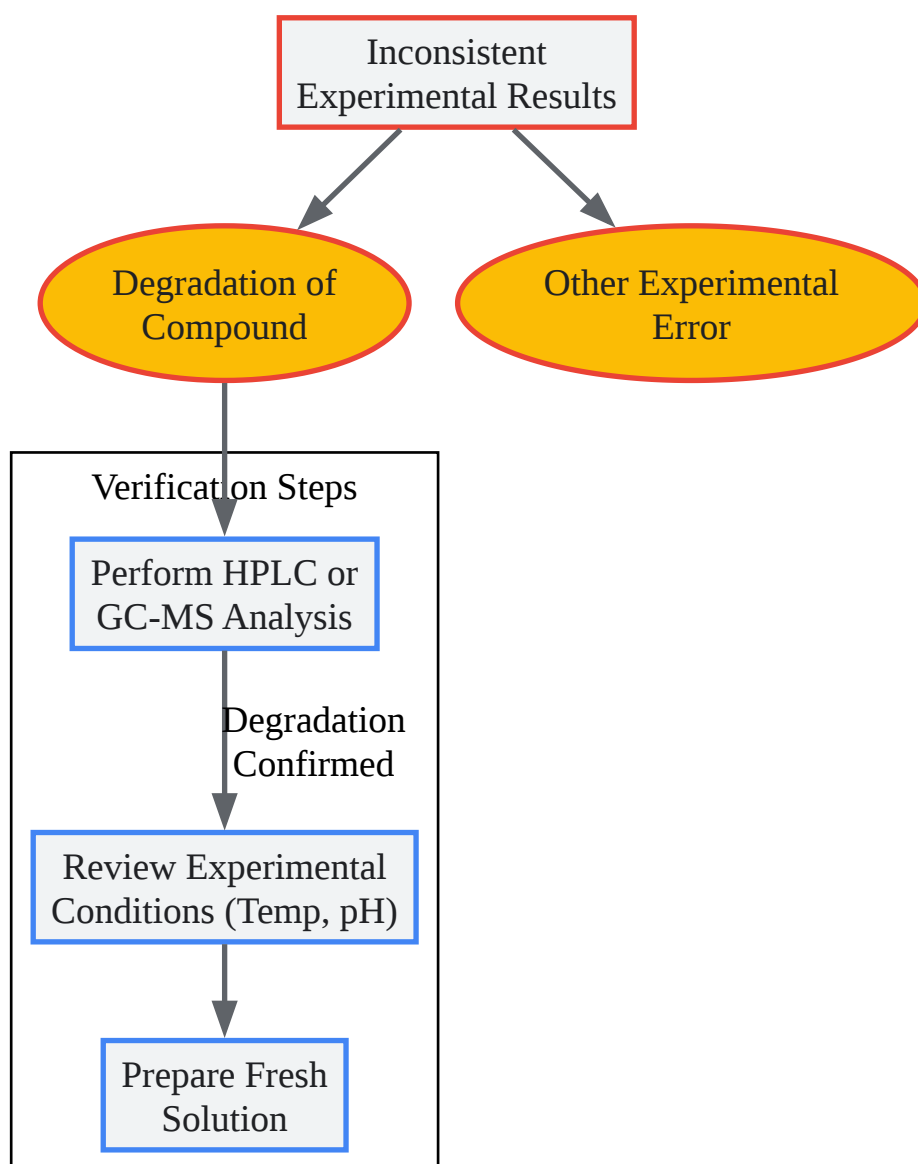 Inconsistent
Experimental Results
Degradation of
Compound
Other Experimental
Error
Verification Steps
Perform HPLC or
GC-MS Analysis
Degradation
Confirmed
Review Experimental
Conditions (Temp, pH)
Prepare Fresh
Solution